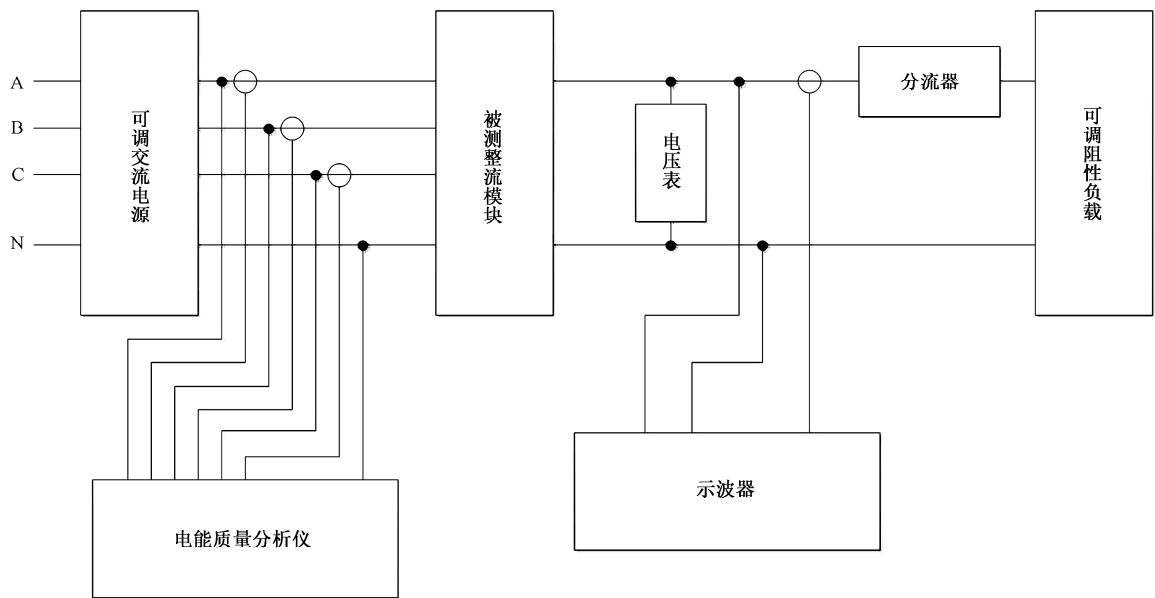 A
B
C
N
可调交流电源
被测整流模块
电压表
分流器
可调阻性负载
电能质量分析仪
示波器